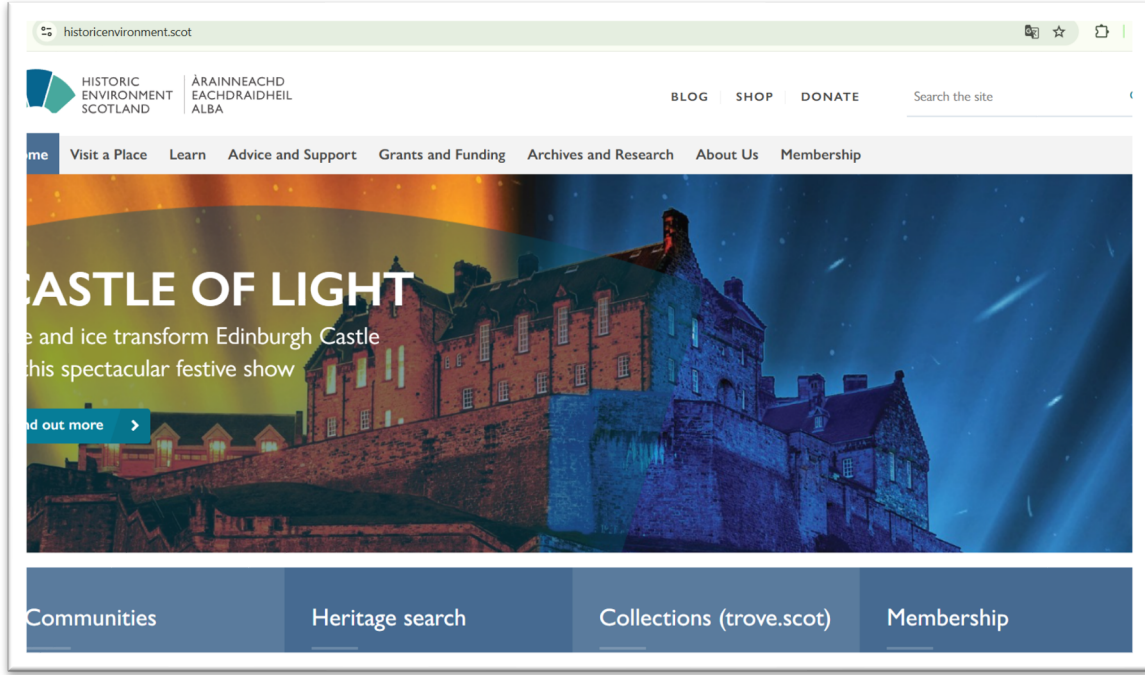 historicenvironment.scot
HISTORIC
ENVIRONMENT
SCOTLAND
ÀRAINNEACHD
EACHDRAIDHEIL
ALBA
BLOG SHOP DONATE Search the site
me Visit a Place Learn Advice and Support Grants and Funding Archives and Research About Us Membership
ASTLE OF LIGHT
e and ice transform Edinburgh Castle
this spectacular festive show
nd out more
Communities Heritage search Collections (trove.scot) Membership